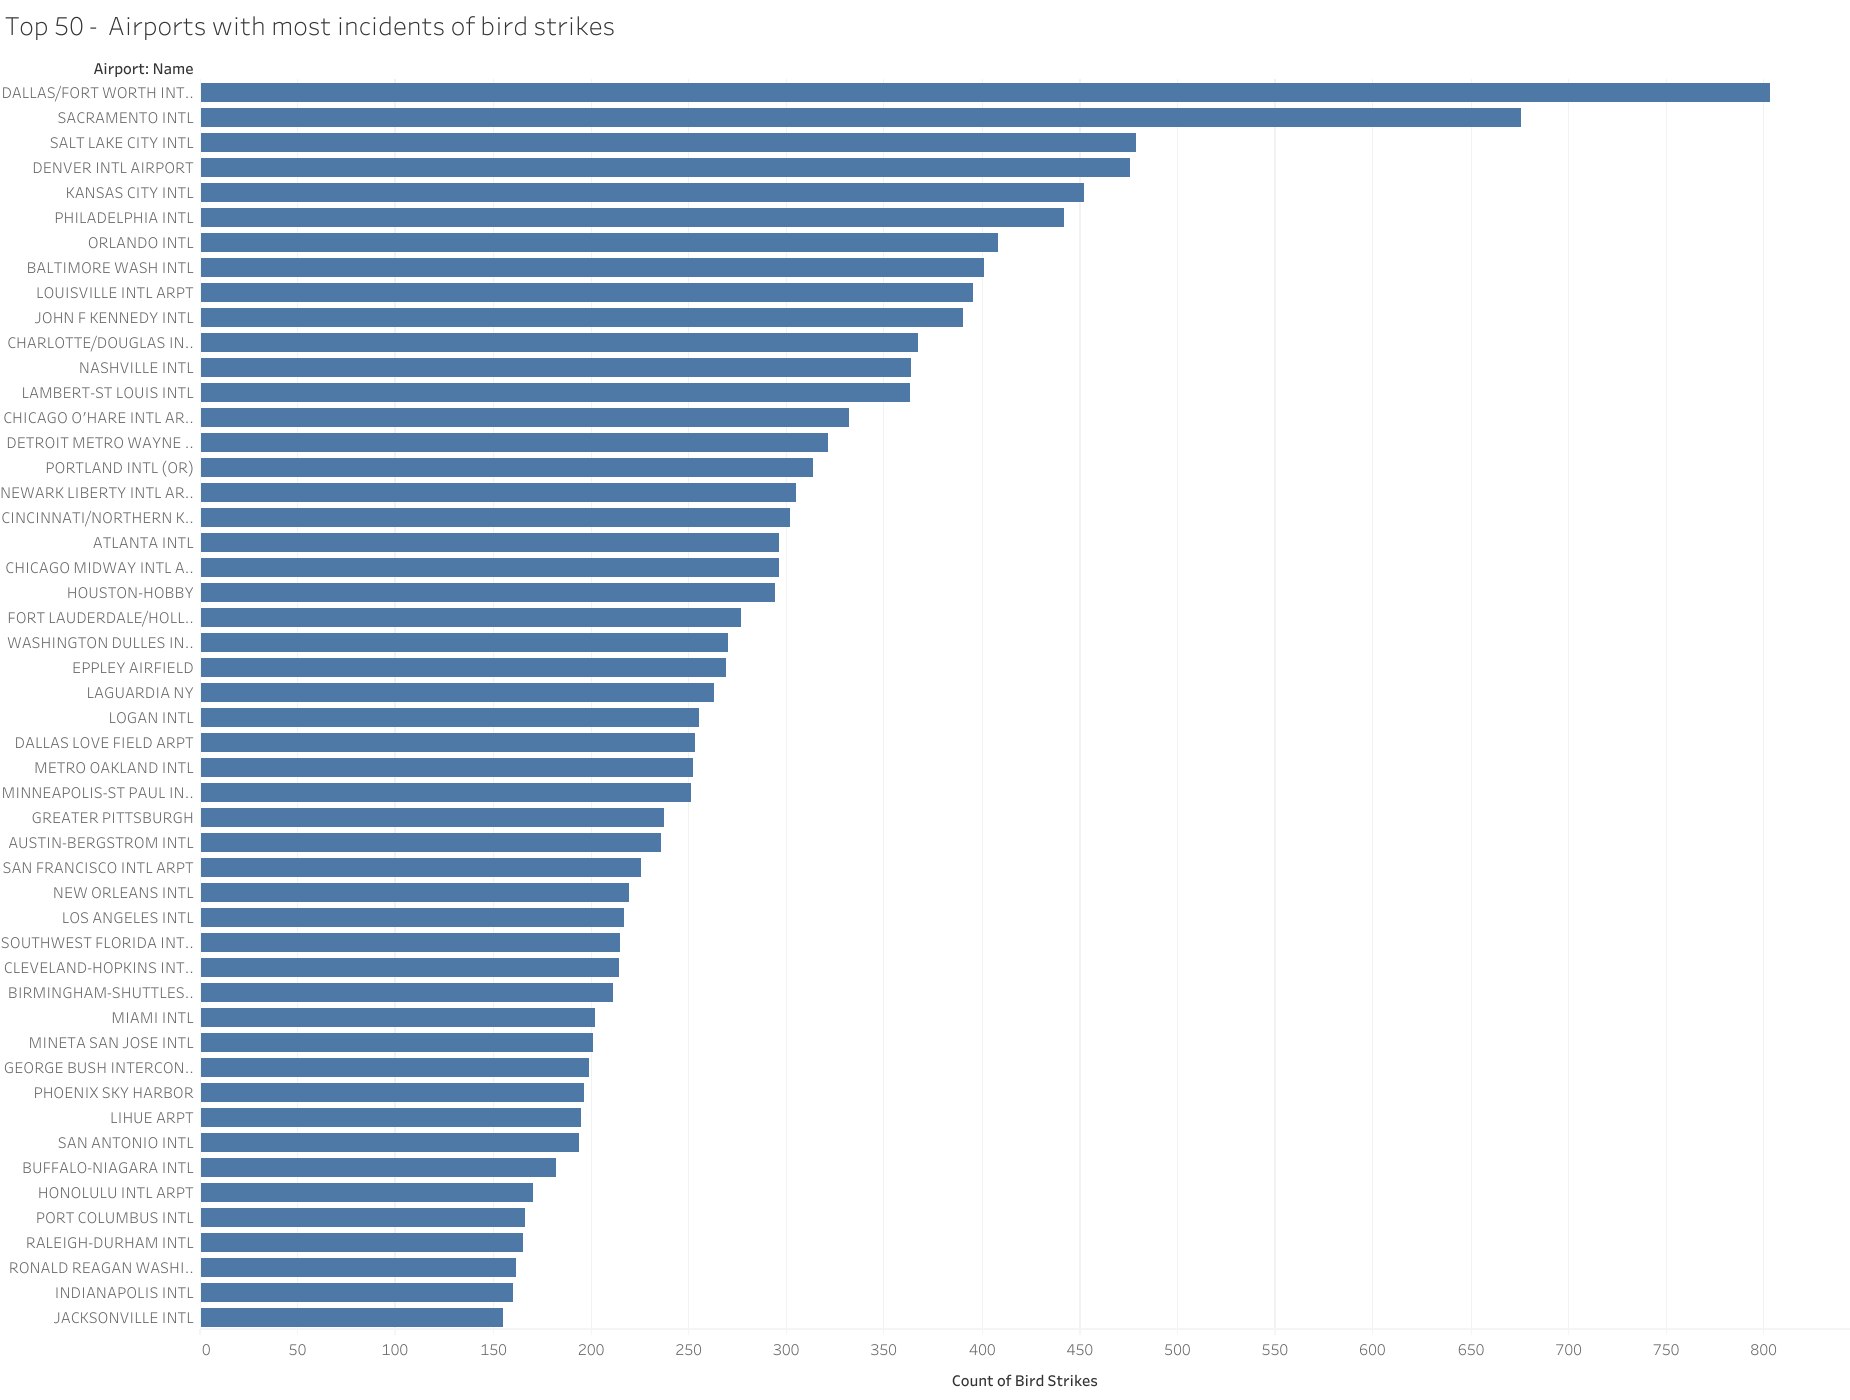 Top 50 - Airports with most incidents of bird strikes
Airport: Name
DALLAS/FORT WORTH INT..
SACRAMENTO INTL
SALT LAKE CITY INTL
DENVER INTL AIRPORT
KANSAS CITY INTL
PHILADELPHIA INTL
ORLANDO INTL
BALTIMORE WASH INTL
LOUISVILLE INTL ARPT
JOHN F KENNEDY INTL
CHARLOTTE/DOUGLAS IN..
NASHVILLE INTL
LAMBERT-ST LOUIS INTL
CHICAGO O'HARE INTL AR..
DETROIT METRO WAYNE ..
PORTLAND INTL (OR)
NEWARK LIBERTY INTL AR..
CINCINNATI/NORTHERN K..
ATLANTA INTL
CHICAGO MIDWAY INTL A..
HOUSTON-HOBBY
FORT LAUDERDALE/HOLL..
WASHINGTON DULLES IN..
EPPLEY AIRFIELD
LAGUARDIA NY
LOGAN INTL
DALLAS LOVE FIELD ARPT
METRO OAKLAND INTL
MINNEAPOLIS-ST PAUL IN..
GREATER PITTSBURGH
AUSTIN-BERGSTROM INTL
SAN FRANCISCO INTL ARPT
NEW ORLEANS INTL
LOS ANGELES INTL
SOUTHWEST FLORIDA INT..
CLEVELAND-HOPKINS INT..
BIRMINGHAM-SHUTTLES..
MIAMI INTL
MINETA SAN JOSE INTL
GEORGE BUSH INTERCON..
PHOENIX SKY HARBOR
LIHUE ARPT
SAN ANTONIO INTL
BUFFALO-NIAGARA INTL
HONOLULU INTL ARPT
PORT COLUMBUS INTL
RALEIGH-DURHAM INTL
RONALD REAGAN WASHI..
INDIANAPOLIS INTL
JACKSONVILLE INTL
0 50 100 150 200 250 300 350 400 450 500 550 600 650 700 750 800
Count of Bird Strikes